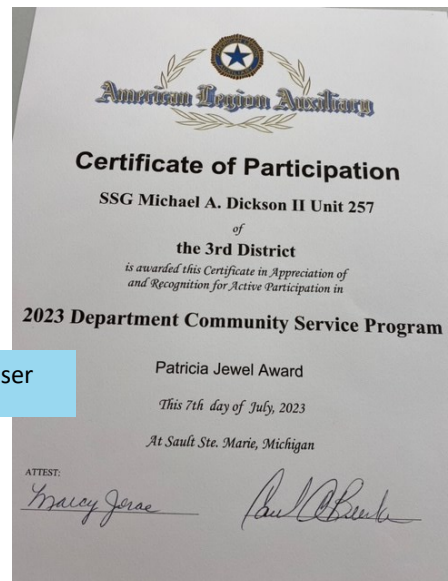 American Legion Auxiliary
Certificate of Participation
SSG Michael A. Dickson II Unit 257
of
the 3rd District
is awarded this Certificate in Appreciation of
and Recognition for Active Participation in
2023 Department Community Service Program
ser
Patricia Jewel Award
This 7th day of July, 2023
At Sault Ste. Marie, Michigan
ATTEST: